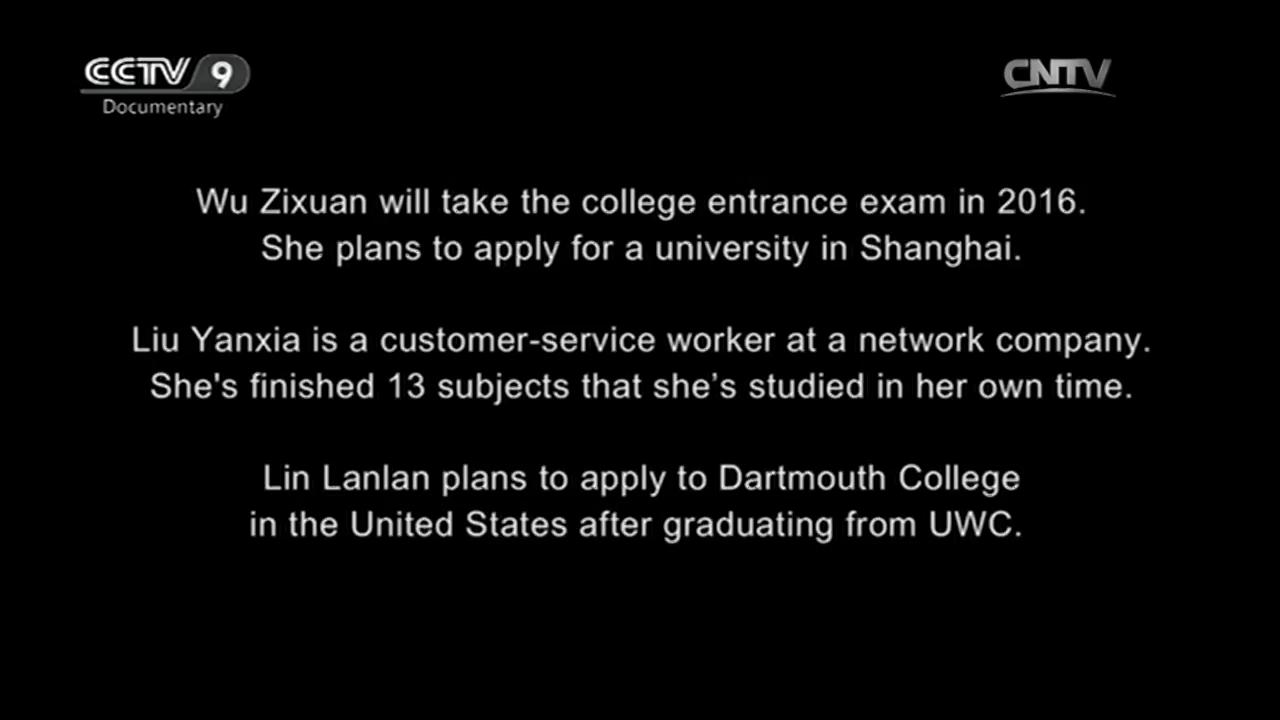 CCTV 9
Documentary
CNTV
Wu Zixuan will take the college entrance exam in 2016.
She plans to apply for a university in Shanghai.
Liu Yanxia is a customer-service worker at a network company.
She's finished 13 subjects that she’s studied in her own time.
Lin Lanlan plans to apply to Dartmouth College
in the United States after graduating from UWC.